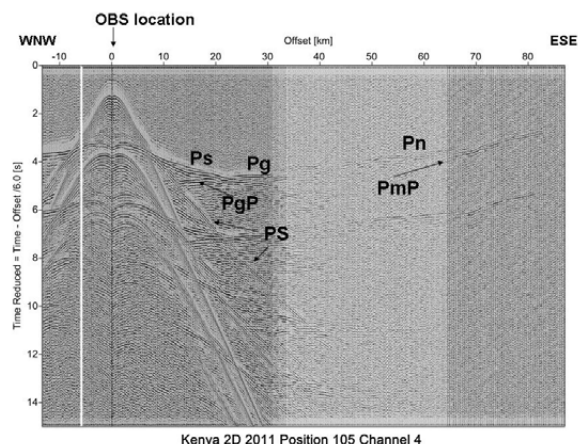 OBS location
WNW
Offset [km]
ESE
-10 0 10 20 30 40 50 60 70 80
0
2
4
6
8
10
12
14
Time Reduced = Time - Offset /6.0 [s]
Ps
Pg
Pn
PmP
PgP
PS
Kenya 2D 2011 Position 105 Channel 4